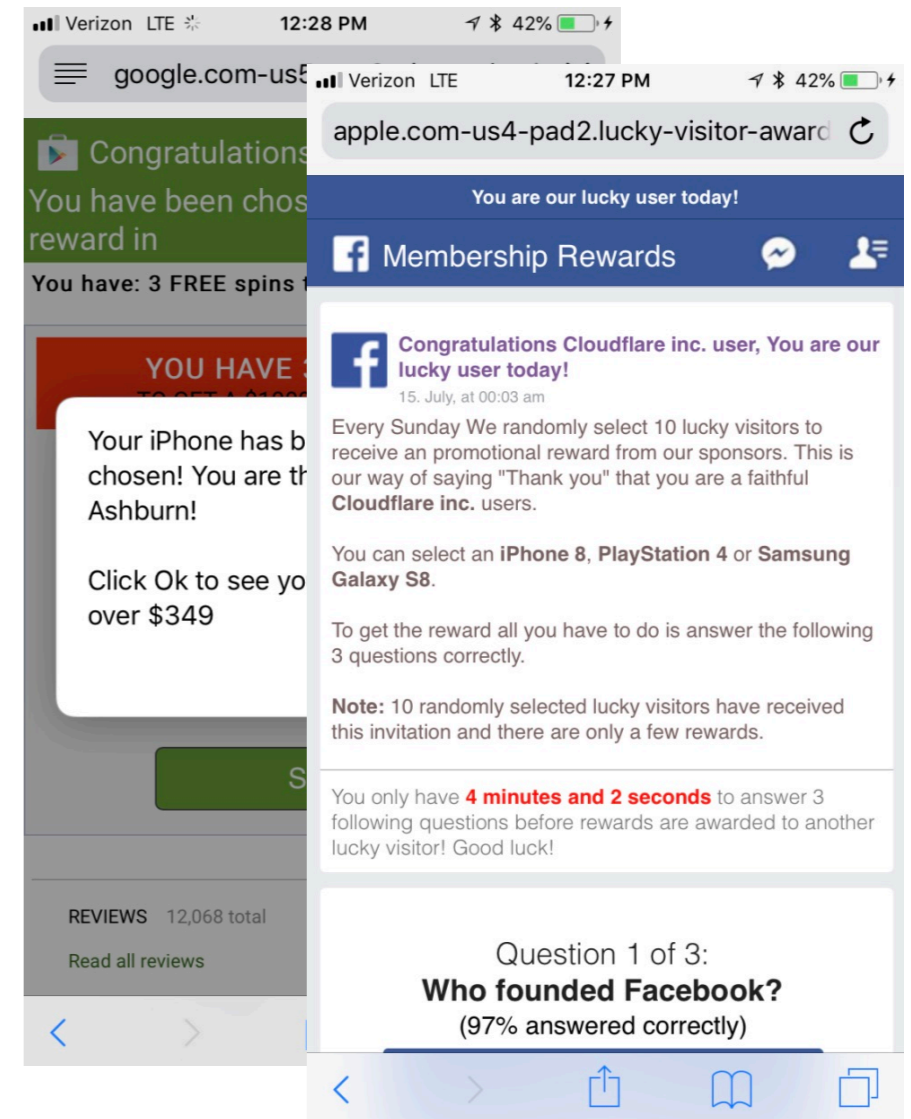 Verizon LTE 12:28 PM 42%
google.com-us
Congratulations
You have been chos
reward in
You have: 3 FREE spins
YOU HAVE
Your iPhone has b
chosen! You are th
Ashburn!
Click Ok to see yo
over $349
S
REVIEWS 12,068 total
Read all reviews
Verizon LTE 12:27 PM 42%
apple.com-us4-pad2.lucky-visitor-award
You are our lucky user today!
Membership Rewards
Congratulations Cloudflare inc. user, You are our
lucky user today!
15. July, at 00:03 am
Every Sunday We randomly select 10 lucky visitors to
receive an promotional reward from our sponsors. This is
our way of saying "Thank you" that you are a faithful
Cloudflare inc. users.
You can select an iPhone 8, PlayStation 4 or Samsung
Galaxy S8.
To get the reward all you have to do is answer the following
3 questions correctly.
Note: 10 randomly selected lucky visitors have received
this invitation and there are only a few rewards.
You only have 4 minutes and 2 seconds to answer 3
following questions before rewards are awarded to another
lucky visitor! Good luck!
Question 1 of 3:
Who founded Facebook?
(97% answered correctly)